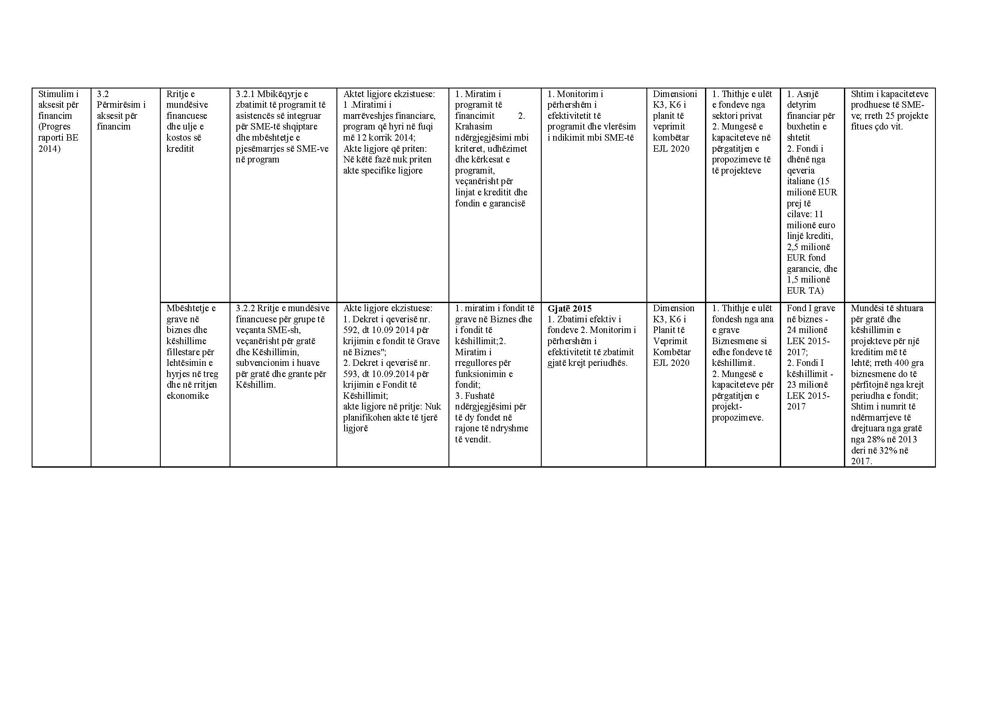 Stimulim i
aksesit për
financim
(Progres
raporti BE
2014)
3.2
Përmirësim i
aksesit për
financim
Rritje e
mundësive
financuese
dhe ulje e
kostos së
kreditit
3.2.1 Mbikëqyrje e
zbatimit të programit të
asistencës së integruar
për SME-të shqiptare
dhe mbështetje e
pjesëmarrjes së SME-ve
në program
Aktet ligjore ekzistuese:
1 .Miratimi i
marrëveshjes financiare,
program që hyri në fuqi
më 12 korrik 2014;
Akte ligjore që priten:
Në këtë fazë nuk priten
akte specifike ligjore
1. Miratim i
programit të
financimit 2.
Krahasim
ndërgjegjësimi mbi
kriteret, udhëzimet
dhe kërkesat e
programit,
veçanërisht për
linjat e kreditit dhe
fondin e garancisë
1. Monitorim i
përhershëm i
efektivitetit të
programit dhe vlerësim
i ndikimit mbi SME-të
Dimensioni
K3, K6 i
planit të
veprimit
kombëtar
EJL 2020
1. Thithje e ulët
e fondeve nga
sektori privat
2. Mungesë e
kapaciteteve në
përgatitjen e
propozimeve të
të projekteve
1. Asnjë
detyrim
financiar për
buxhetin e
shtetit
2. Fondi i
dhënë nga
qeveria
italiane (15
milionë EUR
prej të
cilave: 11
milionë euro
linjë krediti,
2,5 milionë
EUR fond
garancie, dhe
1,5 milionë
EUR TA)
Shtim i kapaciteteve
prodhuese të SME-
ve; rreth 25 projekte
fitues çdo vit.
Mbështetje e
grave në
biznes dhe
këshillime
fillestare për
lehtësimin e
hyrjes në treg
dhe në rritjen
ekonomike
3.2.2 Rritje e mundësive
financuese për grupe të
veçanta SME-sh,
veçanërisht për gratë
dhe Këshillimin,
subvencionim i huave
për gratë dhe grante për
Këshillim.
Akte ligjore ekzistuese:
1. Dekret i qeverisë nr.
592, dt 10.09 2014 për
krijimin e fondit të Grave
në Biznes";
2. Dekret i qeverisë nr.
593, dt 10.09.2014 për
krijimin e Fondit të
Këshillimit;
akte ligjore në pritje: Nuk
planifikohen akte të tjerë
ligjorë
1. miratim i fondit të
grave në Biznes dhe
i fondit të
këshillimit;2.
Miratim i
rregullores për
funksionimin e
fondit;
3. Fushatë
ndërgjegjësimi për
të dy fondet në
rajone të ndryshme
të vendit.
Gjatë 2015
1. Zbatimi efektiv i
fondeve 2. Monitorim i
përhershëm i
efektivitetit të zbatimit
gjatë krejt periudhës.
Dimension
K3, K6 i
Planit të
Veprimit
Kombëtar
EJL 2020
1. Thithje e ulët
fondesh nga ana
e grave
Biznesmene si
edhe fondeve të
këshillimit.
2. Mungesë e
kapaciteteve për
përgatitjen e
projekt-
propozimeve.
Fond I grave
në biznes -
24 milionë
LEK 2015-
2017;
2. Fondi I
këshillimit -
23 milionë
LEK 2015-
2017
Mundësi të shtuara
për gratë dhe
këshillimin e
projekteve për një
kreditim më të
lehtë; rreth 400 gra
biznesmene do të
përfitojnë nga krejt
periudha e fondit;
Shtim i numrit të
ndërmarrjeve të
drejtuara nga gratë
nga 28% në 2013
deri në 32% në
2017.